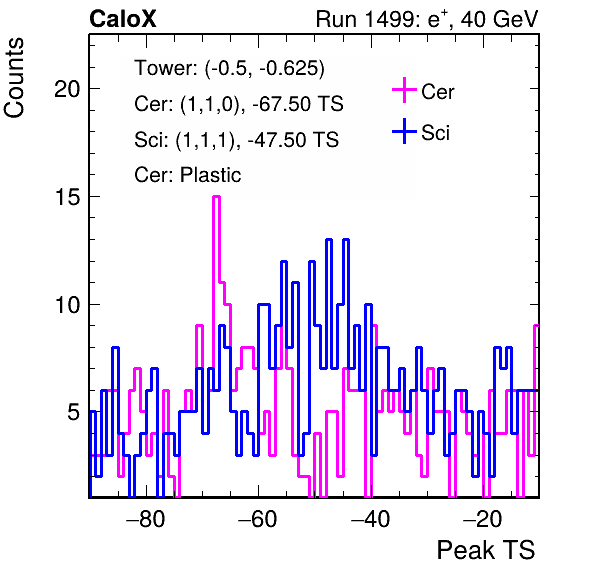 CaloX Run 1499: e⁺, 40 GeV
Counts
Tower: (-0.5, -0.625)
Cer: (1,1,0), -67.50 TS
Sci: (1,1,1), -47.50 TS
Cer: Plastic
Cer
Sci
20
15
10
5
−80 −60 −40 −20
Peak TS